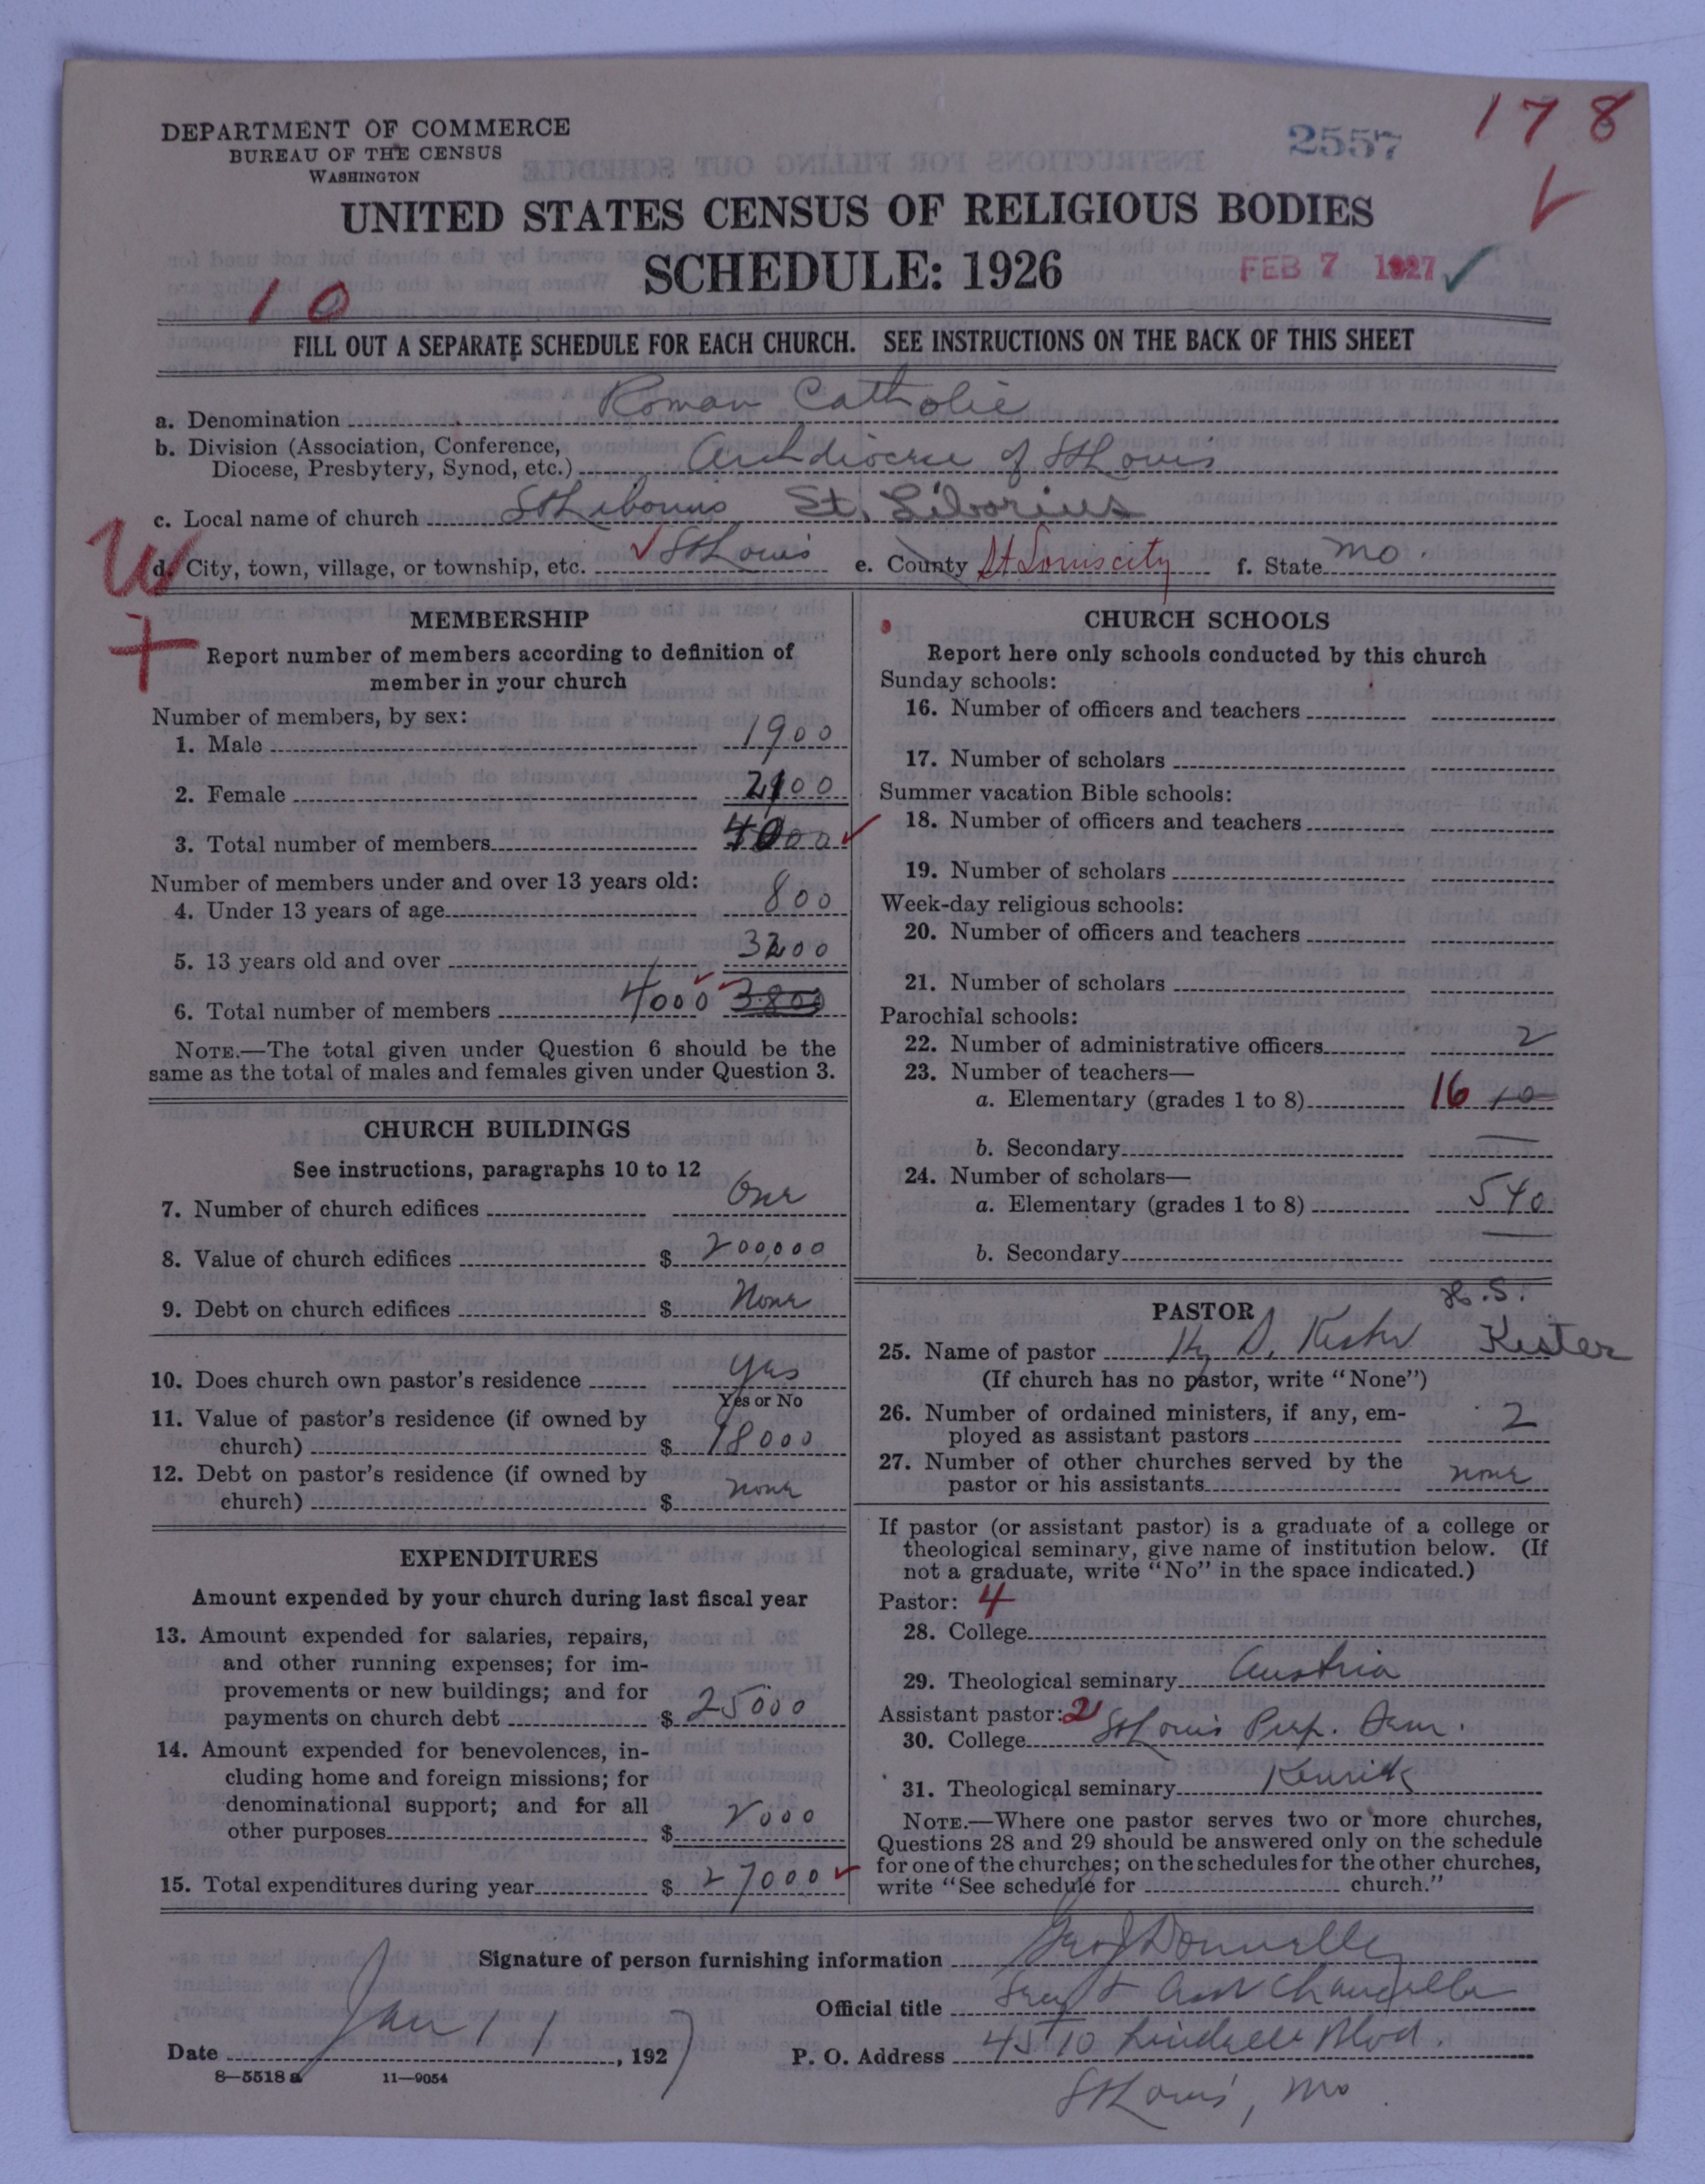 178
2557
DEPARTMENT OF COMMERCE
BUREAU OF THE CENSUS
WASHINGTON
UNITED STATES CENSUS OF RELIGIOUS BODIES
SCHEDULE: 1926
FEB 7 1927 ✓
10
FILL OUT A SEPARATE SCHEDULE FOR EACH CHURCH. SEE INSTRUCTIONS ON THE BACK OF THIS SHEET
a. Denomination Roman Catholic
b. Division (Association, Conference,
Diocese, Presbytery, Synod, etc.) Archdiocese of St Louis
c. Local name of church St Liborius St. Liborius
W
d. City, town, village, or township, etc. ✓ St Louis e. County St Louis city f. State Mo.
+
MEMBERSHIP
Report number of members according to definition of
member in your church
Number of members, by sex:
1. Male 1900
2. Female 2100
3. Total number of members 4000 ✓
Number of members under and over 13 years old:
4. Under 13 years of age 800
5. 13 years old and over 3200
6. Total number of members 4000 ✓ 3800
NOTE.—The total given under Question 6 should be the
same as the total of males and females given under Question 3.
CHURCH BUILDINGS
See instructions, paragraphs 10 to 12
7. Number of church edifices One
8. Value of church edifices $ 200,000
9. Debt on church edifices $ None
10. Does church own pastor's residence Yes
Yes or No
11. Value of pastor's residence (if owned by
church) $ 18000
12. Debt on pastor's residence (if owned by
church) $ none
EXPENDITURES
Amount expended by your church during last fiscal year
13. Amount expended for salaries, repairs,
and other running expenses; for im-
provements or new buildings; and for
payments on church debt $ 25000
14. Amount expended for benevolences, in-
cluding home and foreign missions; for
denominational support; and for all
other purposes $ 2000
15. Total expenditures during year $ 27000 ✓
CHURCH SCHOOLS
Report here only schools conducted by this church
Sunday schools:
16. Number of officers and teachers
17. Number of scholars
Summer vacation Bible schools:
18. Number of officers and teachers
19. Number of scholars
Week-day religious schools:
20. Number of officers and teachers
21. Number of scholars
Parochial schools:
22. Number of administrative officers 2
23. Number of teachers—
a. Elementary (grades 1 to 8) 16 10
b. Secondary —
24. Number of scholars—
a. Elementary (grades 1 to 8) 540
b. Secondary —
PASTOR H.S.
25. Name of pastor Kester
(If church has no pastor, write "None")
26. Number of ordained ministers, if any, em-
ployed as assistant pastors 2
27. Number of other churches served by the
pastor or his assistants none
If pastor (or assistant pastor) is a graduate of a college or
theological seminary, give name of institution below. (If
not a graduate, write "No" in the space indicated.)
Pastor: 4
28. College
29. Theological seminary Austria
Assistant pastor: 2
30. College St Louis Prep. Sem.
31. Theological seminary Kenrick
NOTE.—Where one pastor serves two or more churches,
Questions 28 and 29 should be answered only on the schedule
for one of the churches; on the schedules for the other churches,
write "See schedule for church."
Signature of person furnishing information Geo J Donnelly
Official title Secy & Asst Chancellor
Date Jan 11, 1927
P. O. Address 4510 Lindell Blvd.
St Louis, Mo
8—5518 a 11—9054